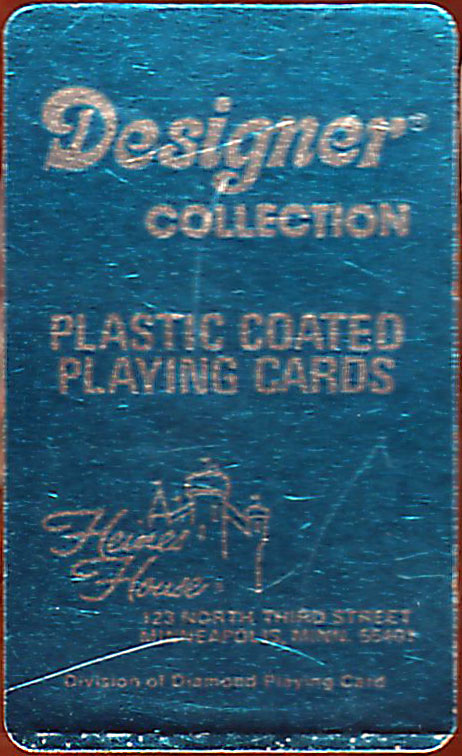 Designer®
COLLECTION
PLASTIC COATED
PLAYING CARDS
Heines'
House
123 NORTH THIRD STREET
MINNEAPOLIS, MINN. 55401
Division of Diamond Playing Card